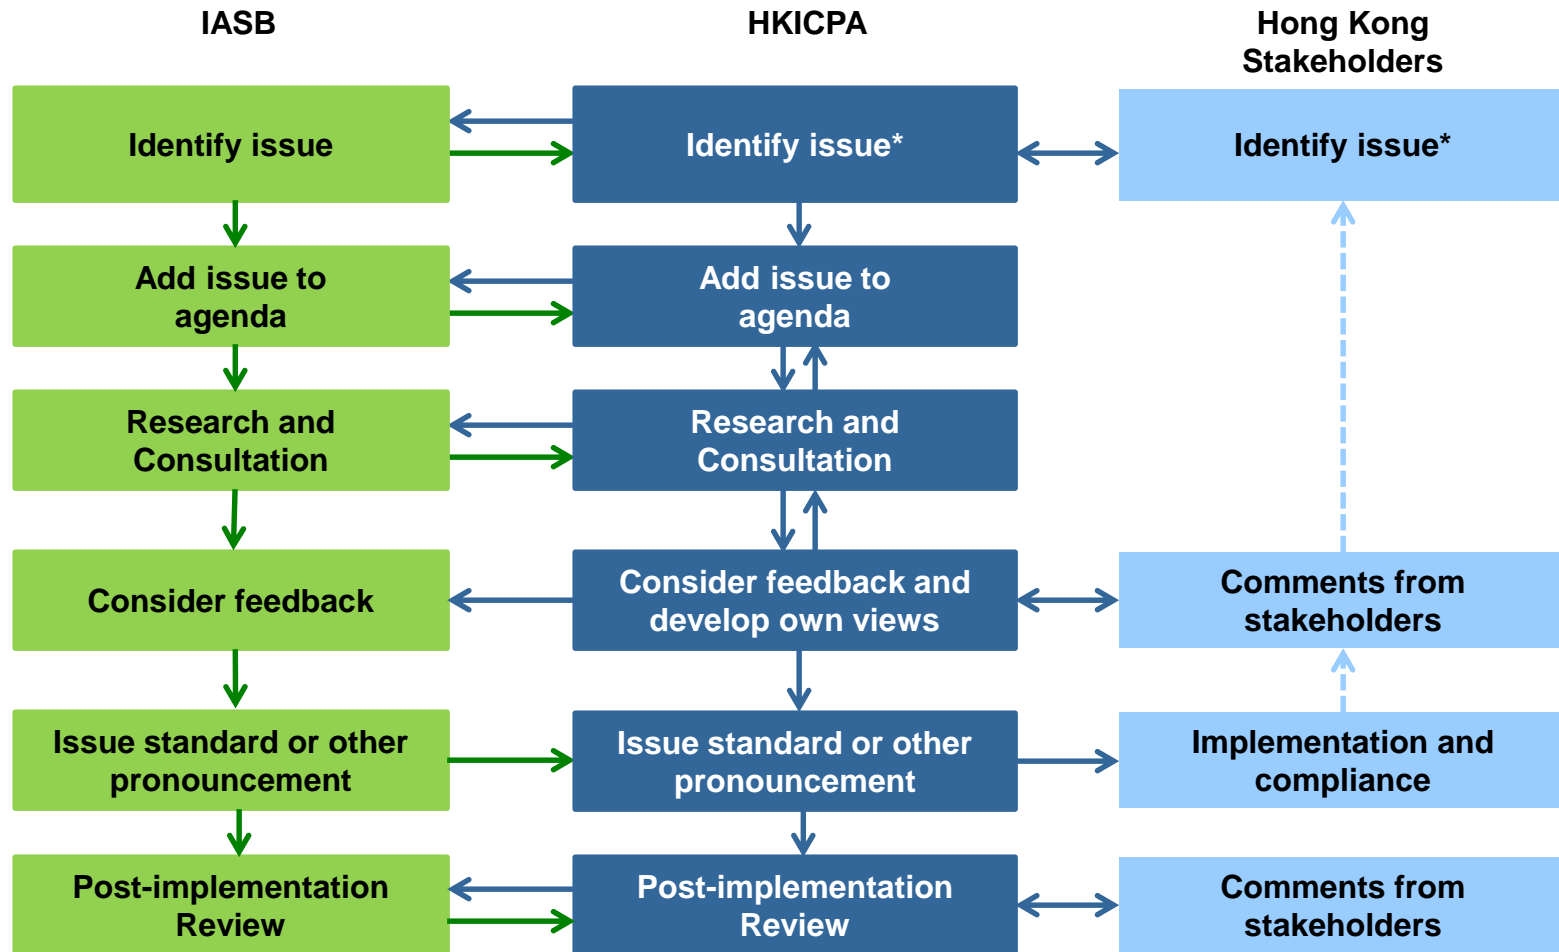 IASB
HKICPA
Hong Kong
Stakeholders
Identify issue
Identify issue*
Identify issue*
Add issue to
agenda
Add issue to
agenda
Research and
Consultation
Research and
Consultation
Consider feedback
Consider feedback and
develop own views
Comments from
stakeholders
Issue standard or other
pronouncement
Issue standard or other
pronouncement
Implementation and
compliance
Post-implementation
Review
Post-implementation
Review
Comments from
stakeholders